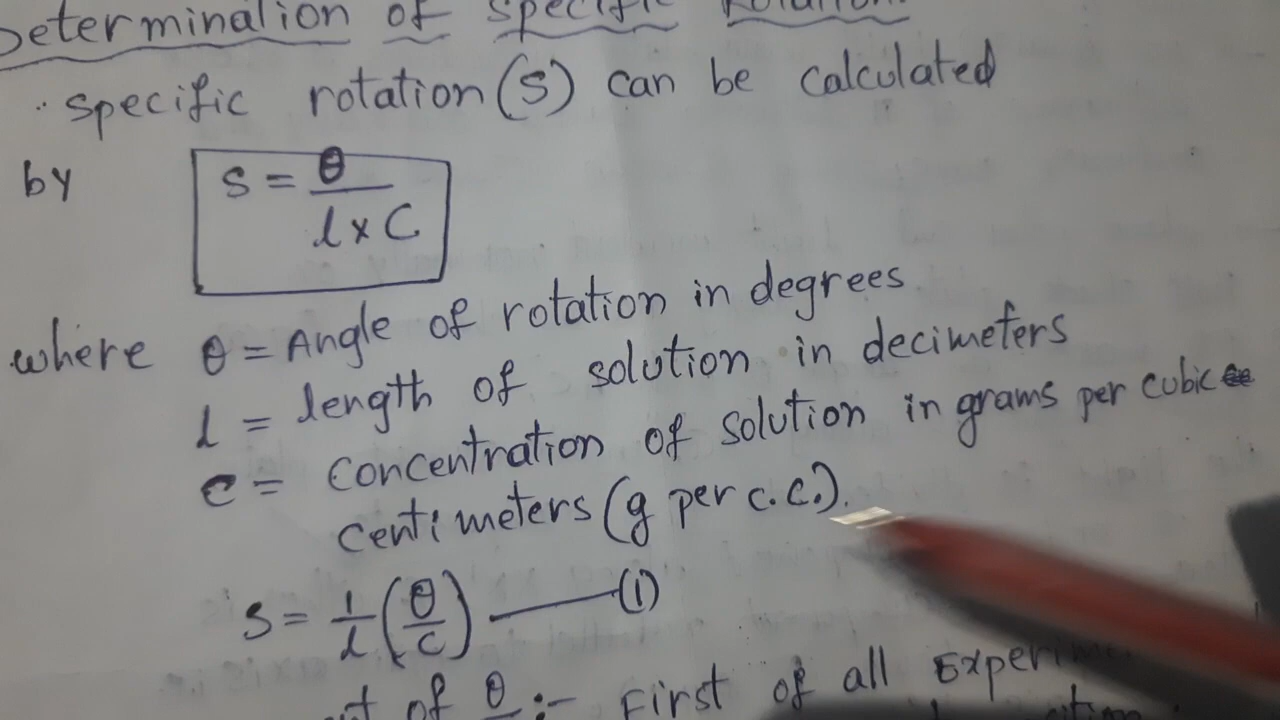 Determination of Specific Rotation
Specific rotation (S) can be calculated
by
S = θ / l × C
where θ = Angle of rotation in degrees
l = length of solution in decimeters
c = concentration of solution in grams per cubic
centimeters (g per c.c.).
S = 1/l (θ/c) —— (1)
of θ :- First of all